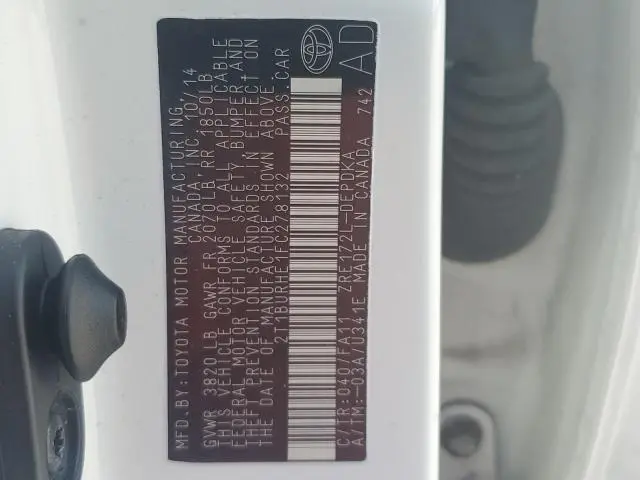 MFD. BY: TOYOTA MOTOR MANUFACTURING
CANADA, INC. 10/14
GVWR 3820LB GAWR FR 2070LB RR 1850LB
THIS VEHICLE CONFORMS TO ALL APPLICABLE
FEDERAL MOTOR VEHICLE SAFETY, BUMPER AND
THEFT PREVENTION STANDARDS IN EFFECT ON
THE DATE OF MANUFACTURE SHOWN ABOVE.
2T1BURHE1FC278132 PASS.CAR
C/TR: 040/FA11 ZRE172L-DEPDKA
A/TM: -03A/U341E MADE IN CANADA 742
AD